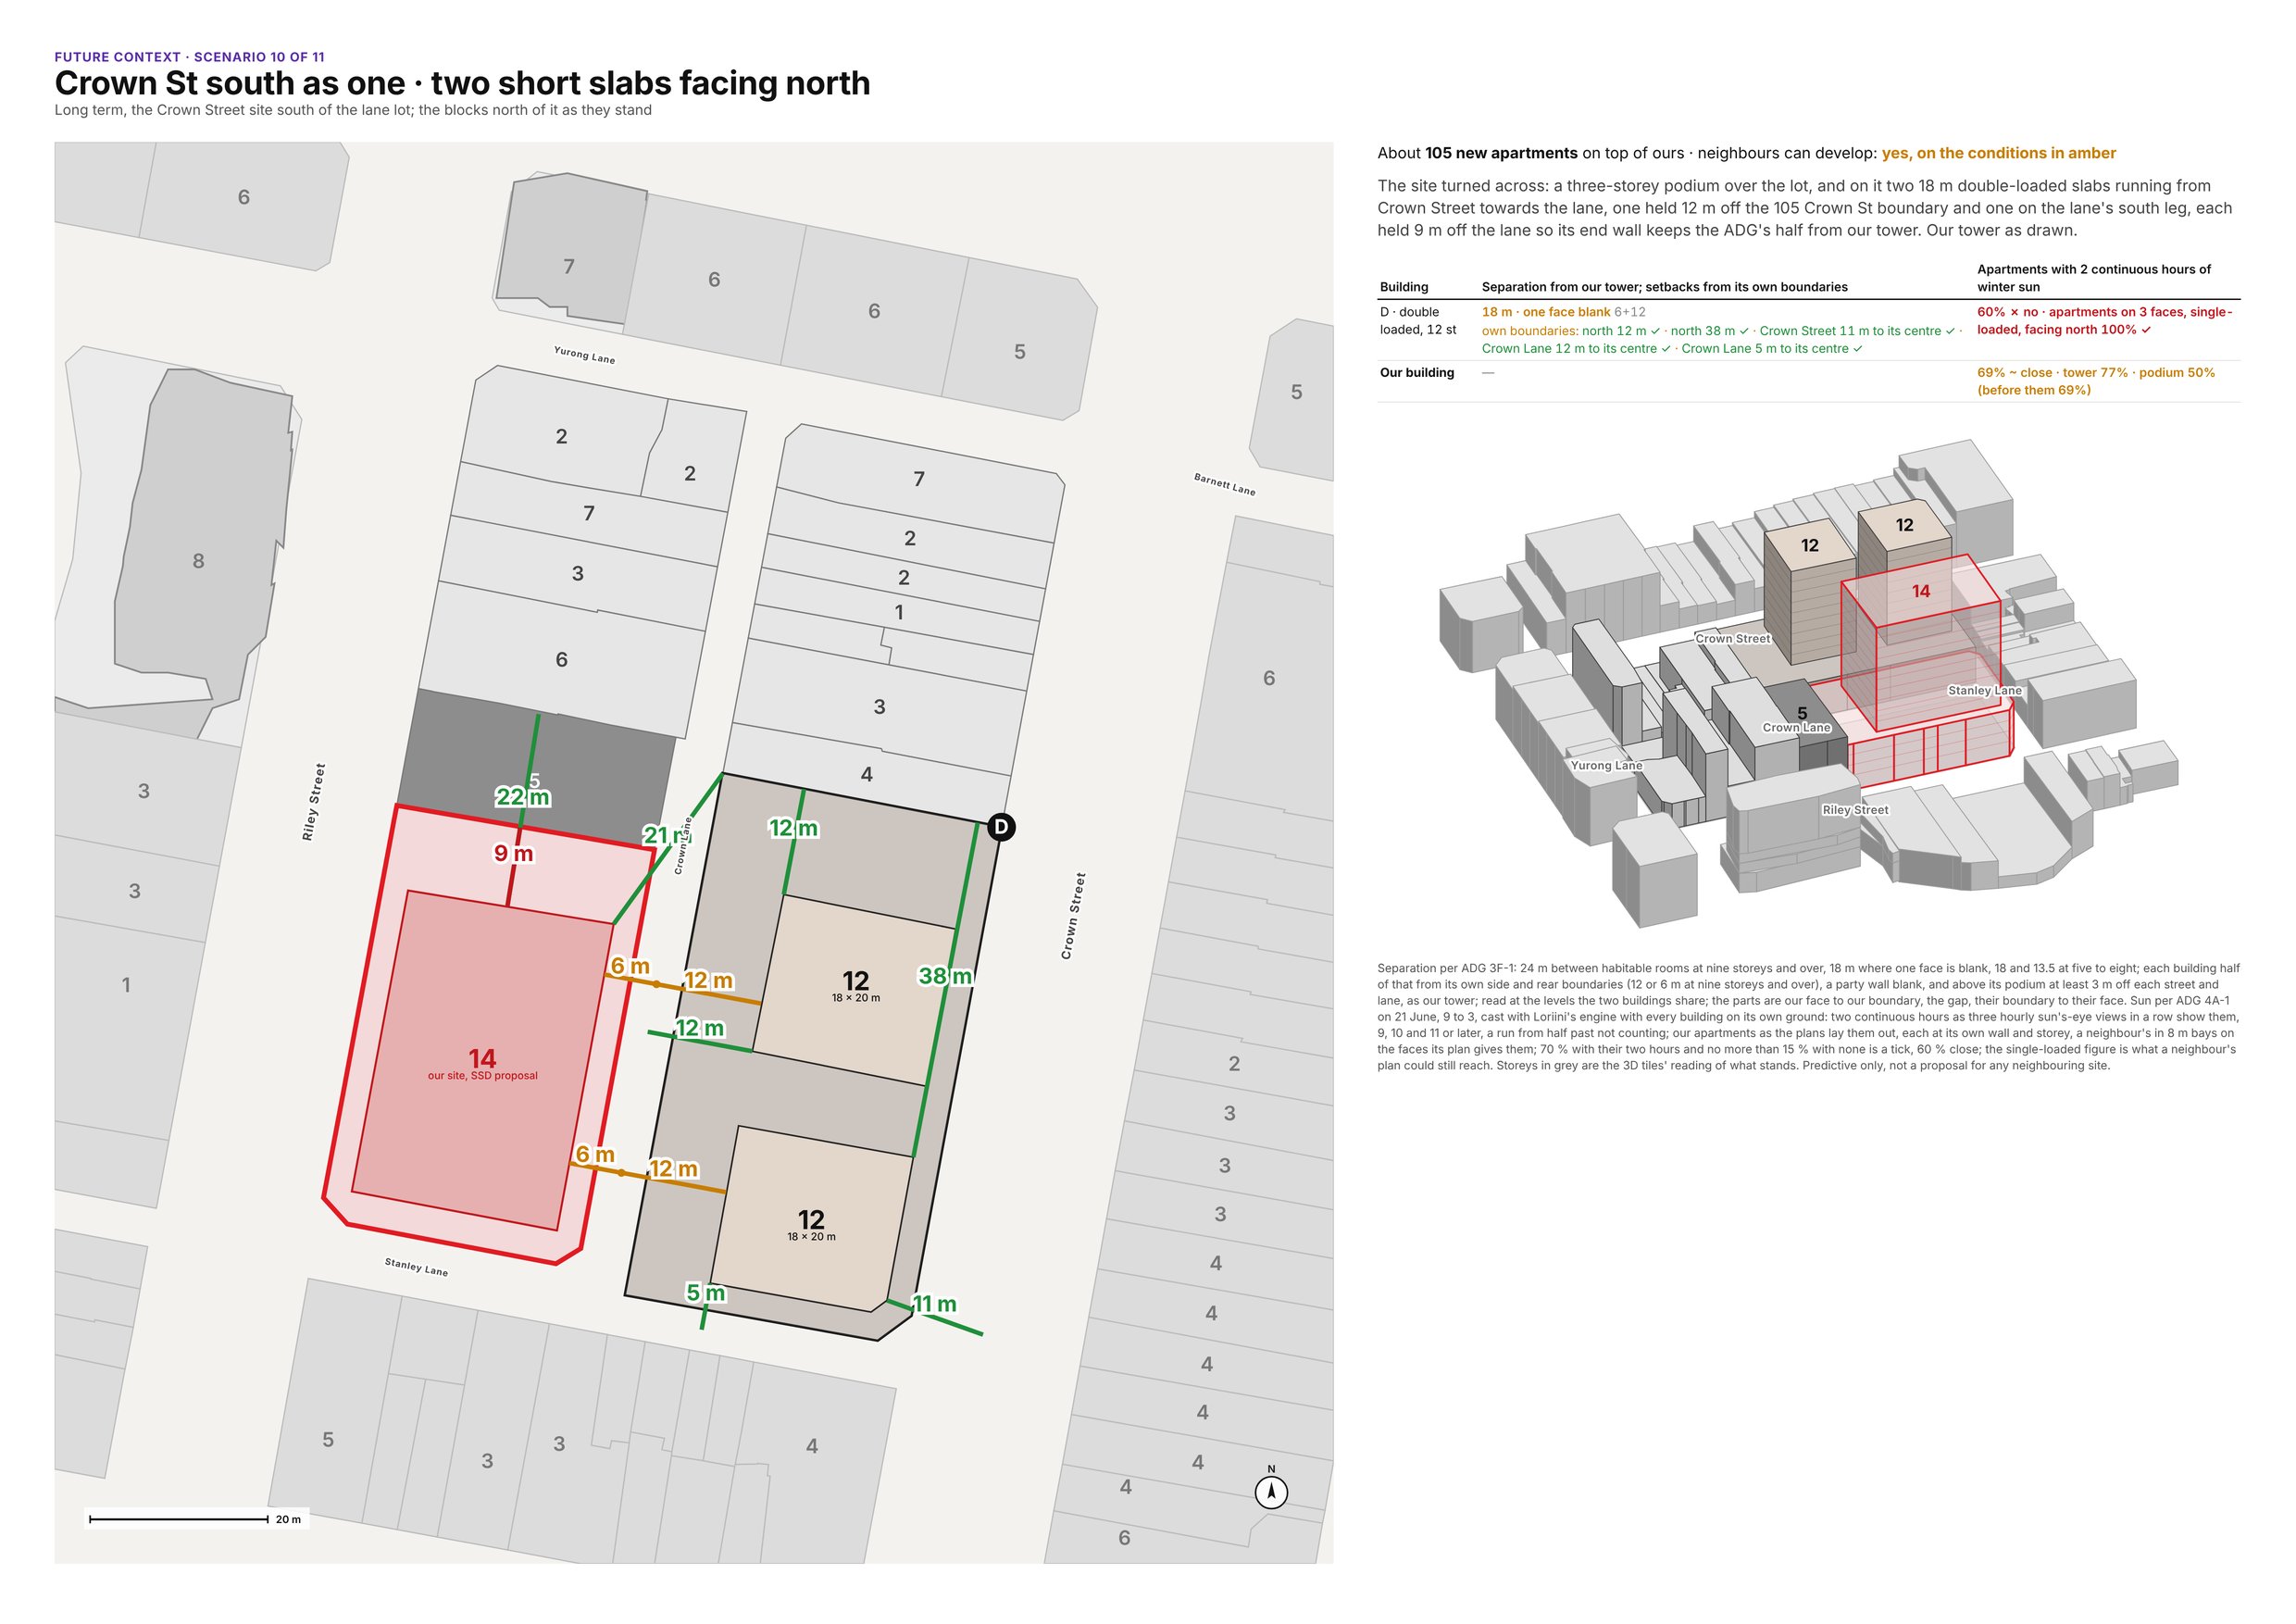 FUTURE CONTEXT · SCENARIO 10 OF 11
Crown St south as one · two short slabs facing north
Long term, the Crown Street site south of the lane lot; the blocks north of it as they stand
6
7
6
6
5
5
Yurong Lane
Barnett Lane
2
2
7
3
6
7
2
2
1
3
4
8
3
3
1
6
5
22 m
9 m
21 m
Crown Lane
12 m
D
Riley Street
Crown Street
38 m
6 m
12 m
12 m
12
18 × 20 m
14
our site, SSD proposal
6 m
12 m
12
18 × 20 m
5 m
11 m
Stanley Lane
2
3
3
3
4
4
4
4
4
4
6
5
3
3
4
N
20 m
About 105 new apartments on top of ours · neighbours can develop: yes, on the conditions in amber
The site turned across: a three-storey podium over the lot, and on it two 18 m double-loaded slabs running from
Crown Street towards the lane, one held 12 m off the 105 Crown St boundary and one on the lane's south leg, each
held 9 m off the lane so its end wall keeps the ADG's half from our tower. Our tower as drawn.
Building
Separation from our tower; setbacks from its own boundaries
Apartments with 2 continuous hours of
winter sun
D · double
loaded, 12 st
18 m · one face blank 6+12
own boundaries: north 12 m ✓ · north 38 m ✓ · Crown Street 11 m to its centre ✓ ·
Crown Lane 12 m to its centre ✓ · Crown Lane 5 m to its centre ✓
60% × no · apartments on 3 faces, single-
loaded, facing north 100% ✓
Our building
—
69% ~ close · tower 77% · podium 50%
(before them 69%)
12
12
14
Crown Street
Stanley Lane
5
Crown Lane
Yurong Lane
Riley Street
Separation per ADG 3F-1: 24 m between habitable rooms at nine storeys and over, 18 m where one face is blank, 18 and 13.5 at five to eight; each building half
of that from its own side and rear boundaries (12 or 6 m at nine storeys and over), a party wall blank, and above its podium at least 3 m off each street and
lane, as our tower; read at the levels the two buildings share; the parts are our face to our boundary, the gap, their boundary to their face. Sun per ADG 4A-1
on 21 June, 9 to 3, cast with Loriini's engine with every building on its own ground: two continuous hours as three hourly sun's-eye views in a row show them,
9, 10 and 11 or later, a run from half past not counting; our apartments as the plans lay them out, each at its own wall and storey, a neighbour's in 8 m bays on
the faces its plan gives them; 70 % with their two hours and no more than 15 % with none is a tick, 60 % close; the single-loaded figure is what a neighbour's
plan could still reach. Storeys in grey are the 3D tiles' reading of what stands. Predictive only, not a proposal for any neighbouring site.